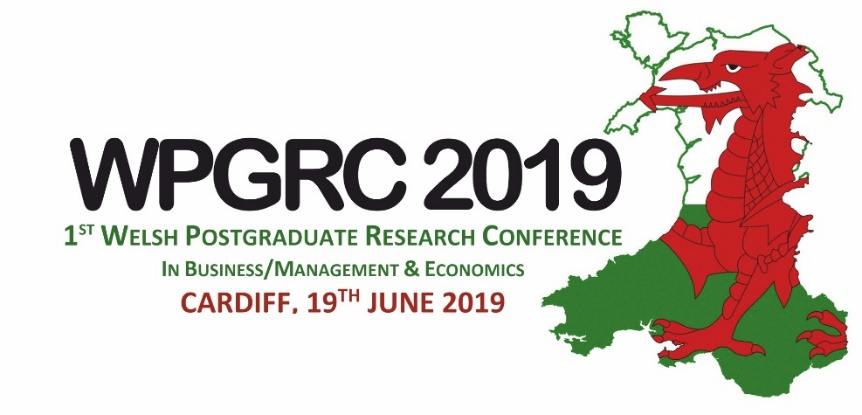 WPGRC 2019
1ST WELSH POSTGRADUATE RESEARCH CONFERENCE
IN BUSINESS/MANAGEMENT & ECONOMICS
CARDIFF, 19TH JUNE 2019